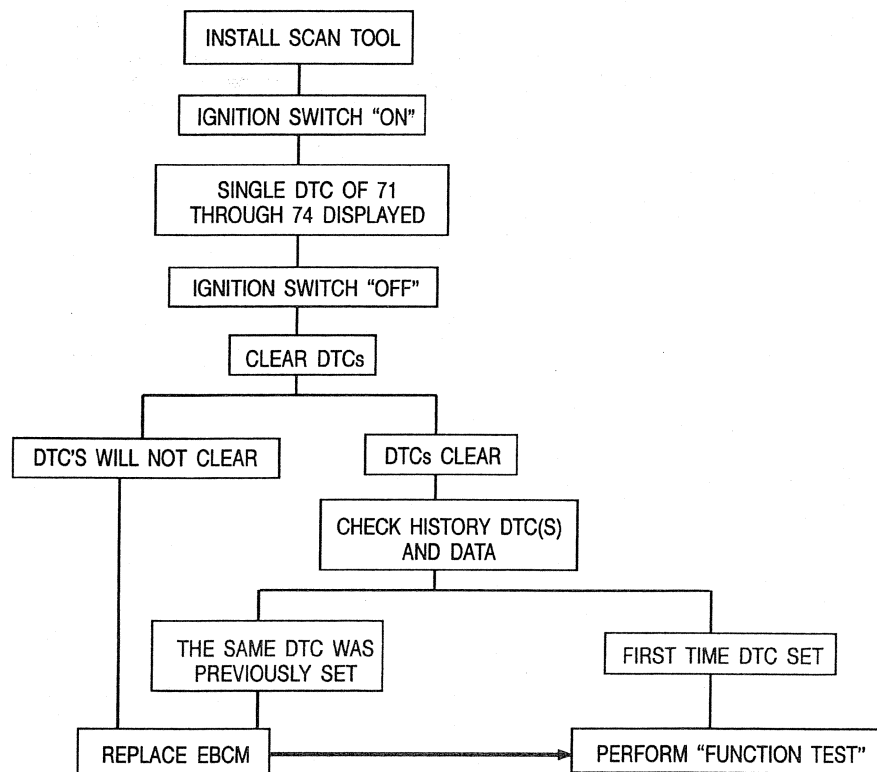 INSTALL SCAN TOOL
IGNITION SWITCH "ON"
SINGLE DTC OF 71
THROUGH 74 DISPLAYED
IGNITION SWITCH "OFF"
CLEAR DTCs
DTC'S WILL NOT CLEAR
DTCs CLEAR
CHECK HISTORY DTC(S)
AND DATA
THE SAME DTC WAS
PREVIOUSLY SET
FIRST TIME DTC SET
REPLACE EBCM
PERFORM "FUNCTION TEST"